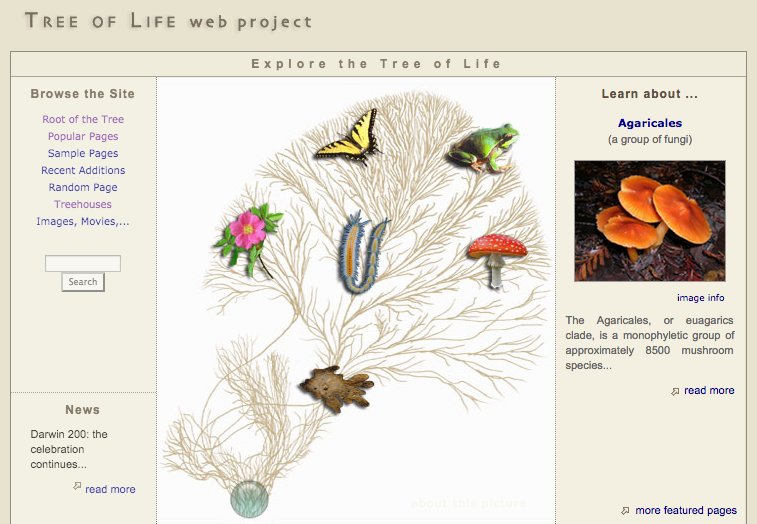 TREE OF LIFE web project
Explore the Tree of Life
Browse the Site
Root of the Tree
Popular Pages
Sample Pages
Recent Additions
Random Page
Treehouses
Images, Movies,...
Search
News
Darwin 200: the
celebration
continues...
read more
about this picture
Learn about ...
Agaricales
(a group of fungi)
image info
The Agaricales, or euagarics
clade, is a monophyletic group of
approximately 8500 mushroom
species...
read more
more featured pages